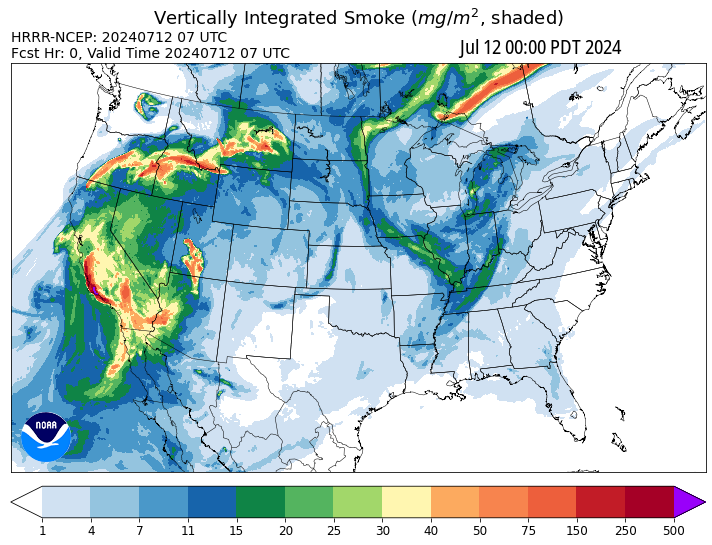 Vertically Integrated Smoke (mg/m², shaded)
HRRR-NCEP: 20240712 07 UTC
Fcst Hr: 0, Valid Time 20240712 07 UTC
Jul 12 00:00 PDT 2024
NOAA
1 4 7 11 15 20 25 30 40 50 75 150 250 500